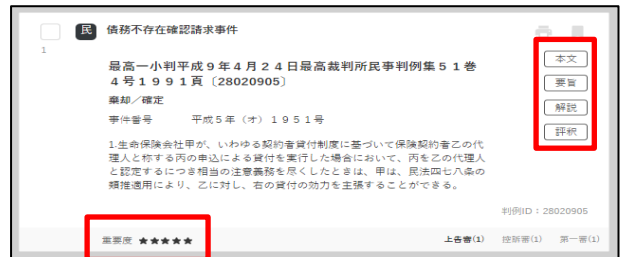 民 債務不存在確認請求事件
1
最高一小判平成９年４月２４日最高裁判所民事判例集５１巻
４号１９９１頁〔28020905〕
棄却／確定
事件番号 平成５年（オ）１９５１号
1.生命保険会社甲が、いわゆる契約者貸付制度に基づいて保険契約者乙の代
理人と称する丙の申込による貸付を実行した場合において、丙を乙の代理人
と認定するにつき相当の注意義務を尽くしたときは、甲は、民法四七八条の
類推適用により、乙に対し、右の貸付の効力を主張することができる。
本文
要旨
解説
評釈
判例ID：28020905
重要度 ★★★★★
上告審(1) 控訴審(1) 第一審(1)